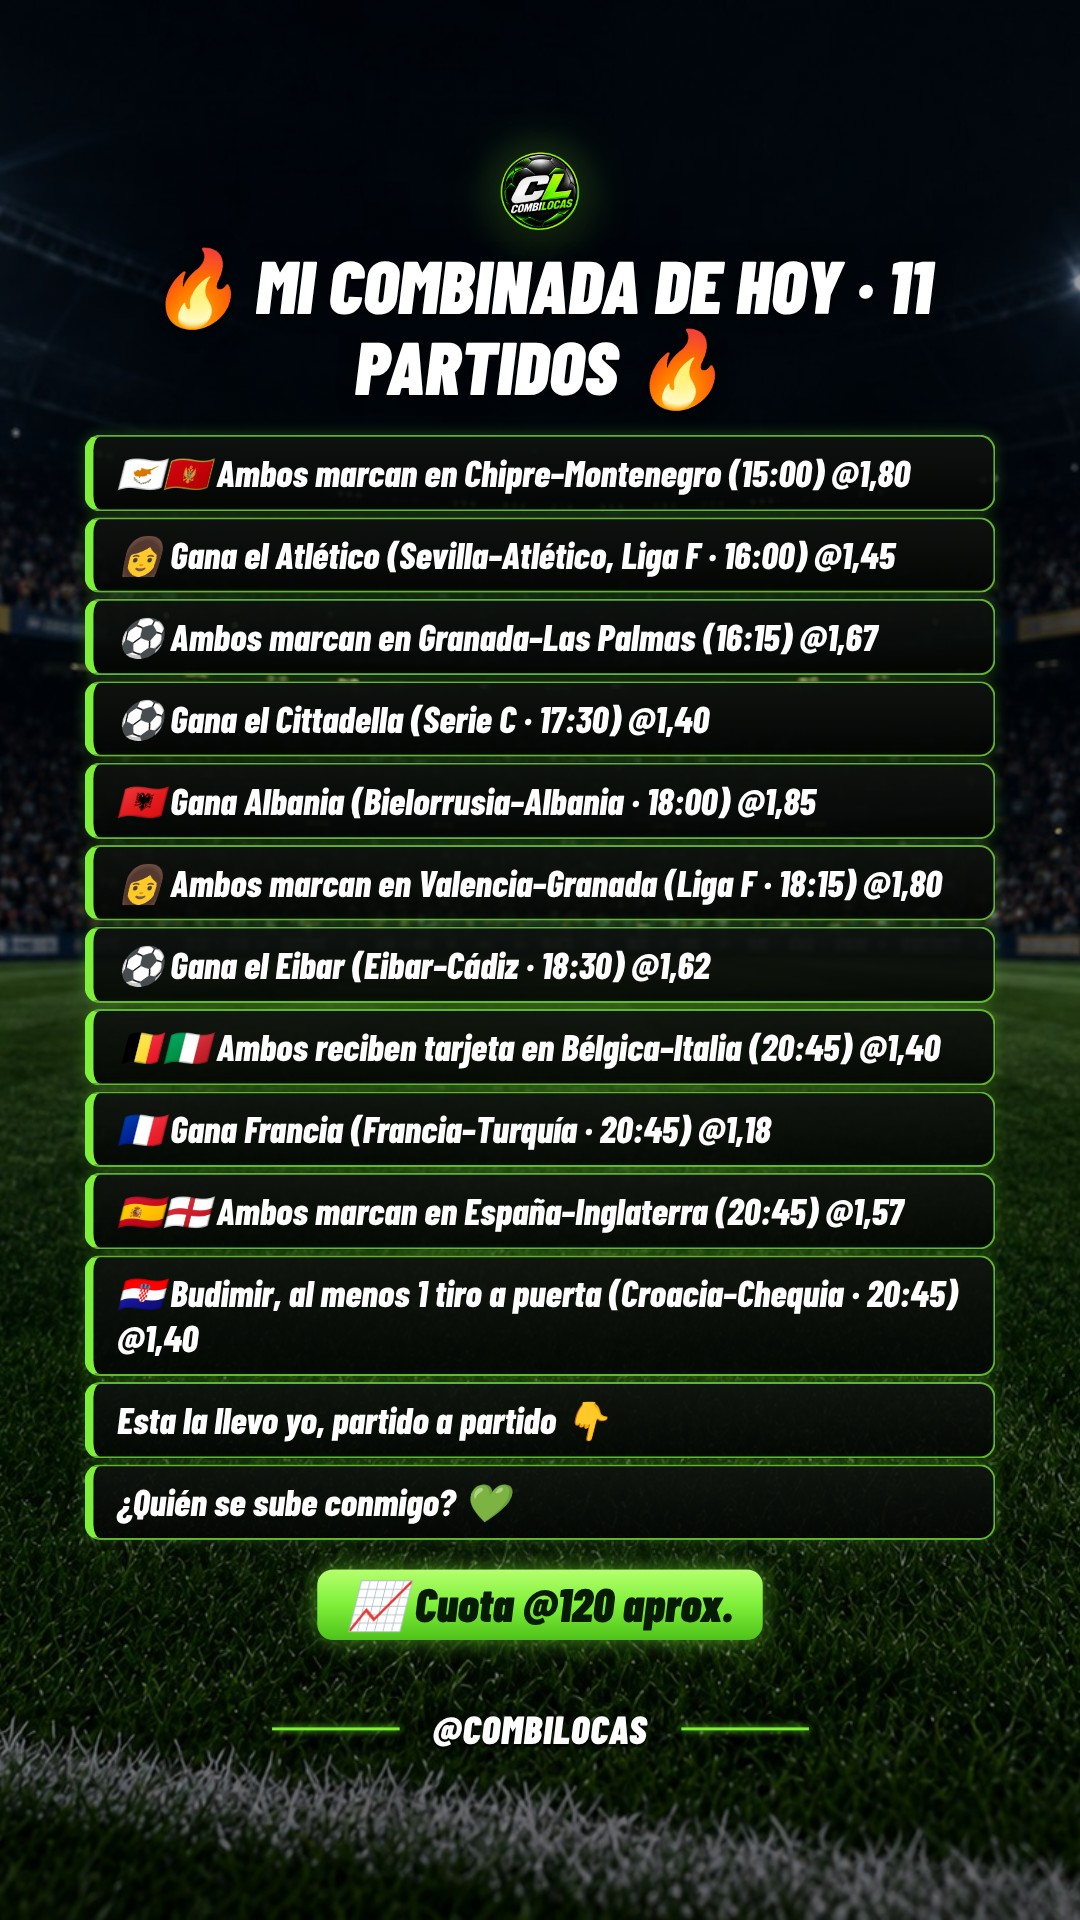 CL
COMBILOCAS
🔥 MI COMBINADA DE HOY · 11
PARTIDOS 🔥
🇨🇾🇲🇪 Ambos marcan en Chipre-Montenegro (15:00) @1,80
👩 Gana el Atlético (Sevilla-Atlético, Liga F · 16:00) @1,45
⚽ Ambos marcan en Granada-Las Palmas (16:15) @1,67
⚽ Gana el Cittadella (Serie C · 17:30) @1,40
🇦🇱 Gana Albania (Bielorrusia-Albania · 18:00) @1,85
👩 Ambos marcan en Valencia-Granada (Liga F · 18:15) @1,80
⚽ Gana el Eibar (Eibar-Cádiz · 18:30) @1,62
🇧🇪🇮🇹 Ambos reciben tarjeta en Bélgica-Italia (20:45) @1,40
🇫🇷 Gana Francia (Francia-Turquía · 20:45) @1,18
🇪🇸🏴󠁧󠁢󠁥󠁮󠁧󠁿 Ambos marcan en España-Inglaterra (20:45) @1,57
🇭🇷 Budimir, al menos 1 tiro a puerta (Croacia-Chequia · 20:45)
@1,40
Esta la llevo yo, partido a partido 👇
¿Quién se sube conmigo? 💚
📈 Cuota @120 aprox.
@COMBILOCAS